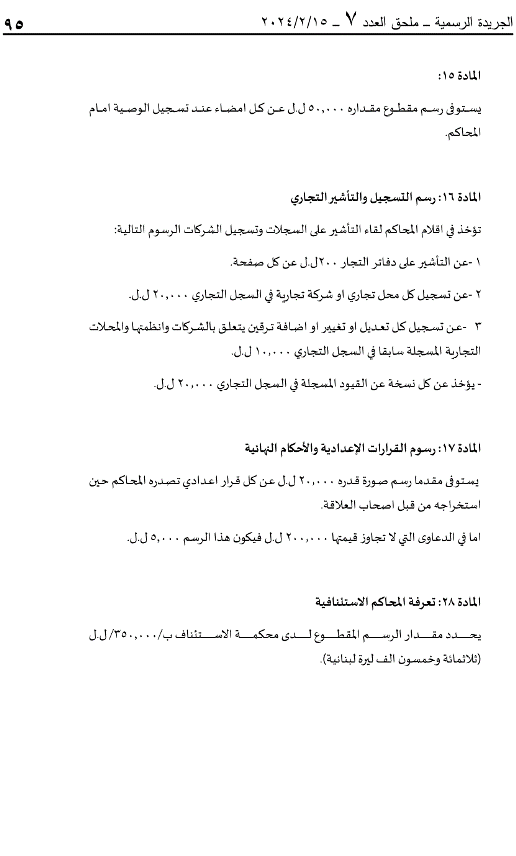 الجريدة الرسمية – ملحق العدد ٧ – ٢٠٢٤/٢/١٥
٩٥
المادة ١٥:
يستوفى رسم مقطوع مقداره ٥٠,٠٠٠ ل.ل عن كل امضاء عند تسجيل الوصية امام
المحاكم.
المادة ١٦: رسم التسجيل والتأشير التجاري
تؤخذ في اقلام المحاكم لقاء التأشير على السجلات وتسجيل الشركات الرسوم التالية:
١ -عن التأشير على دفاتر التجار ٢٠٠ل.ل عن كل صفحة.
٢ -عن تسجيل كل محل تجاري او شركة تجارية في السجل التجاري ٢٠,٠٠٠ ل.ل.
٣ -عن تسجيل كل تعديل او تغيير او اضافة ترقين يتعلق بالشركات وانظمتها والمحلات
التجارية المسجلة سابقا في السجل التجاري ١٠,٠٠٠ ل.ل.
- يؤخذ عن كل نسخة عن القيود المسجلة في السجل التجاري ٢٠,٠٠٠ ل.ل.
المادة ١٧: رسوم القرارات الإعدادية والأحكام النهائية
يستوفى مقدما رسم صورة قدره ٢٠,٠٠٠ ل.ل عن كل قرار اعدادي تصدره المحاكم حين
استخراجه من قبل اصحاب العلاقة.
اما في الدعاوى التي لا تجاوز قيمتها ٢٠٠,٠٠٠ ل.ل فيكون هذا الرسم ٥,٠٠٠ ل.ل.
المادة ٢٨: تعرفة المحاكم الاستئنافية
يحدد مقدار الرسم المقطوع لدى محكمة الاستئناف ب/٣٥٠,٠٠٠/ ل.ل
(ثلاثمائة وخمسون الف ليرة لبنانية).